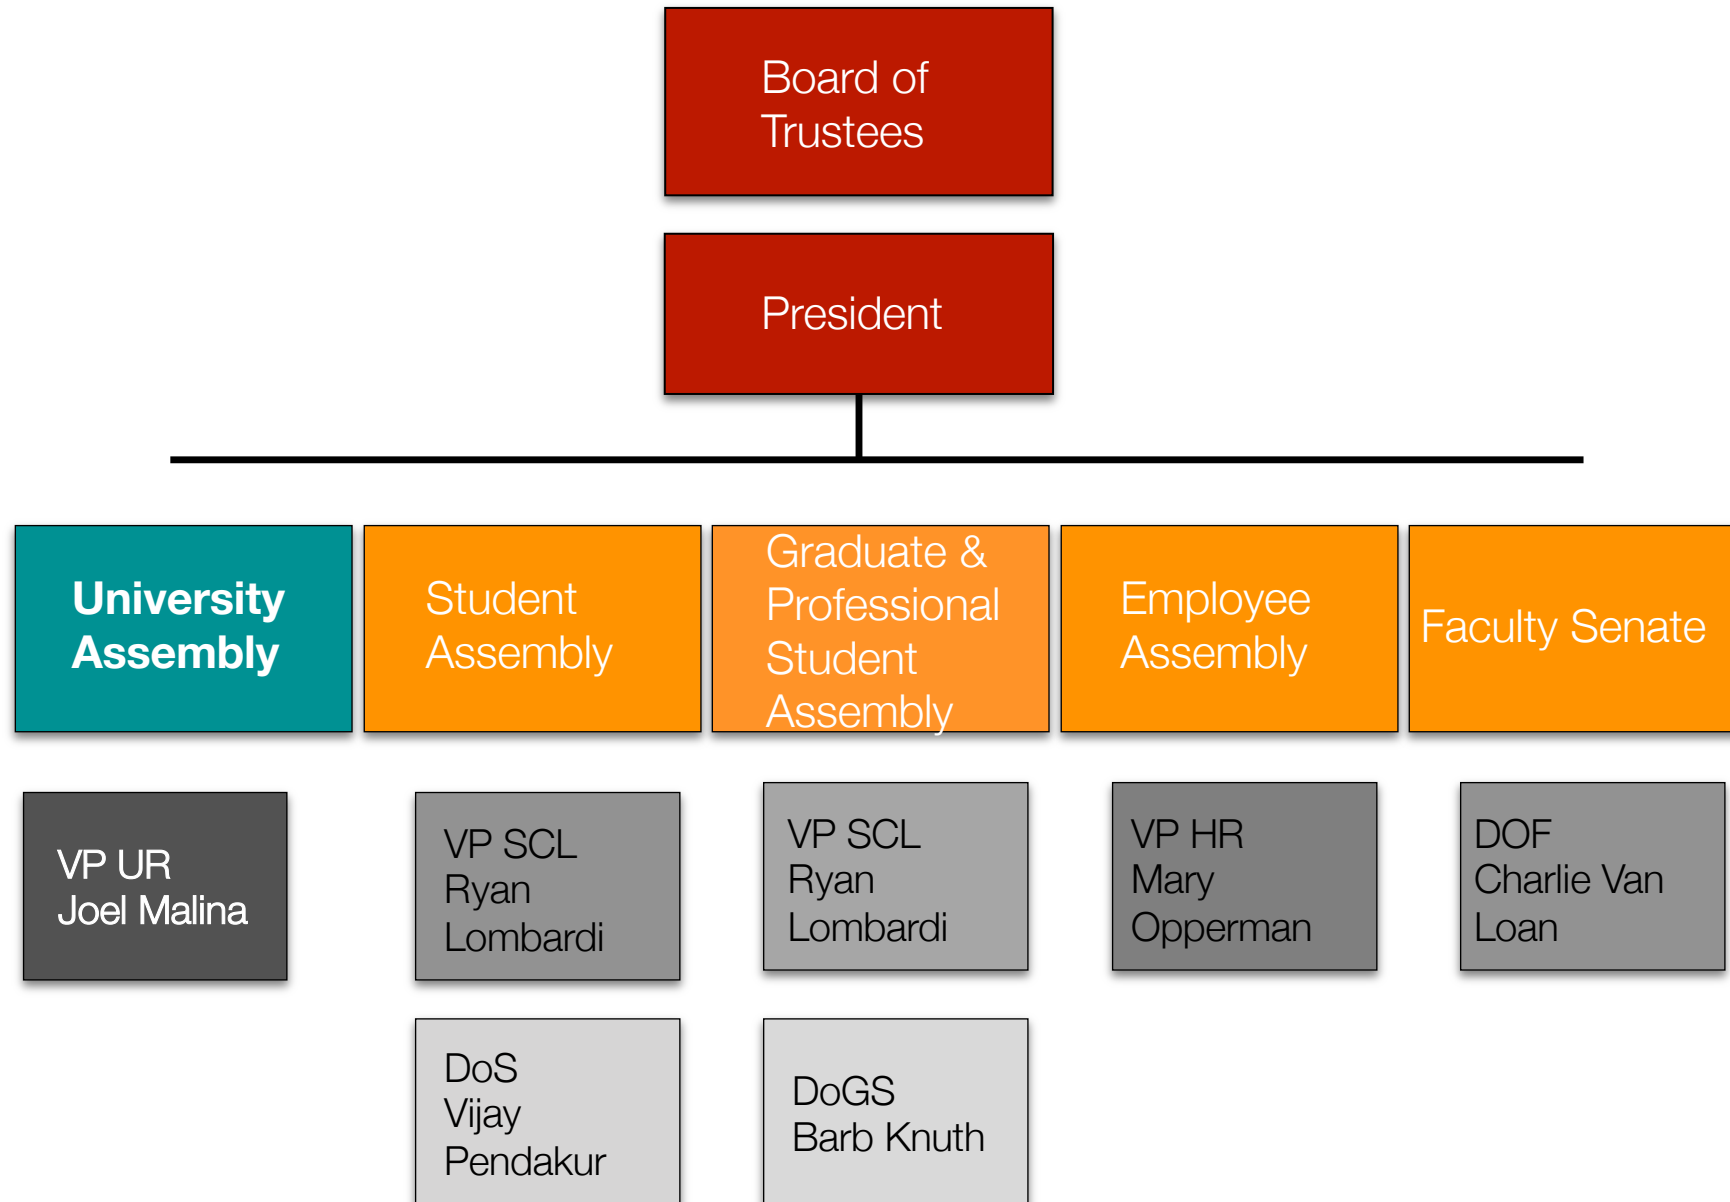 Board of
Trustees
President
University
Assembly
Student
Assembly
Graduate &
Professional
Student
Assembly
Employee
Assembly
Faculty Senate
VP UR
Joel Malina
VP SCL
Ryan
Lombardi
VP SCL
Ryan
Lombardi
VP HR
Mary
Opperman
DOF
Charlie Van
Loan
DoS
Vijay
Pendakur
DoGS
Barb Knuth